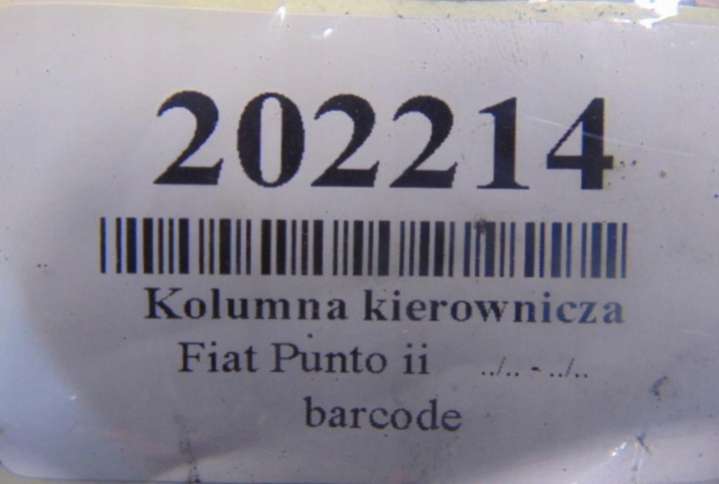 202214
Kolumna kierownicza
Fiat Punto ii ../.. - ../..
barcode